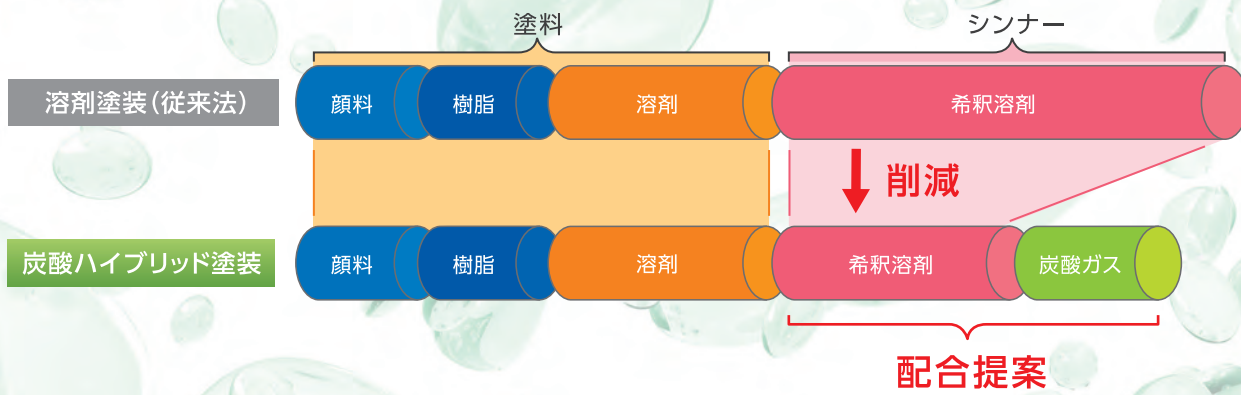 塗料
シンナー
溶剤塗装(従来法)
顔料
樹脂
溶剤
希釈溶剤
削減
炭酸ハイブリッド塗装
顔料
樹脂
溶剤
希釈溶剤
炭酸ガス
配合提案